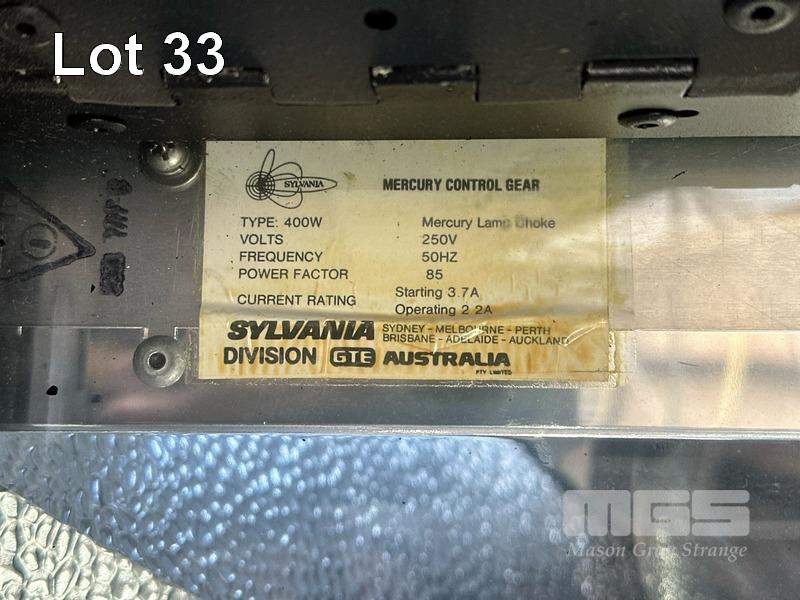 Lot 33
SYLVANIA
MERCURY CONTROL GEAR
TYPE: 400W Mercury Lamp Choke
VOLTS 250V
FREQUENCY 50HZ
POWER FACTOR 85
CURRENT RATING Starting 3.7A
Operating 2 2A
SYLVANIA SYDNEY - MELBOURNE - PERTH
BRISBANE - ADELAIDE - AUCKLAND
DIVISION GTE AUSTRALIA
PTY LIMITED
MGS
Mason Gray Strange